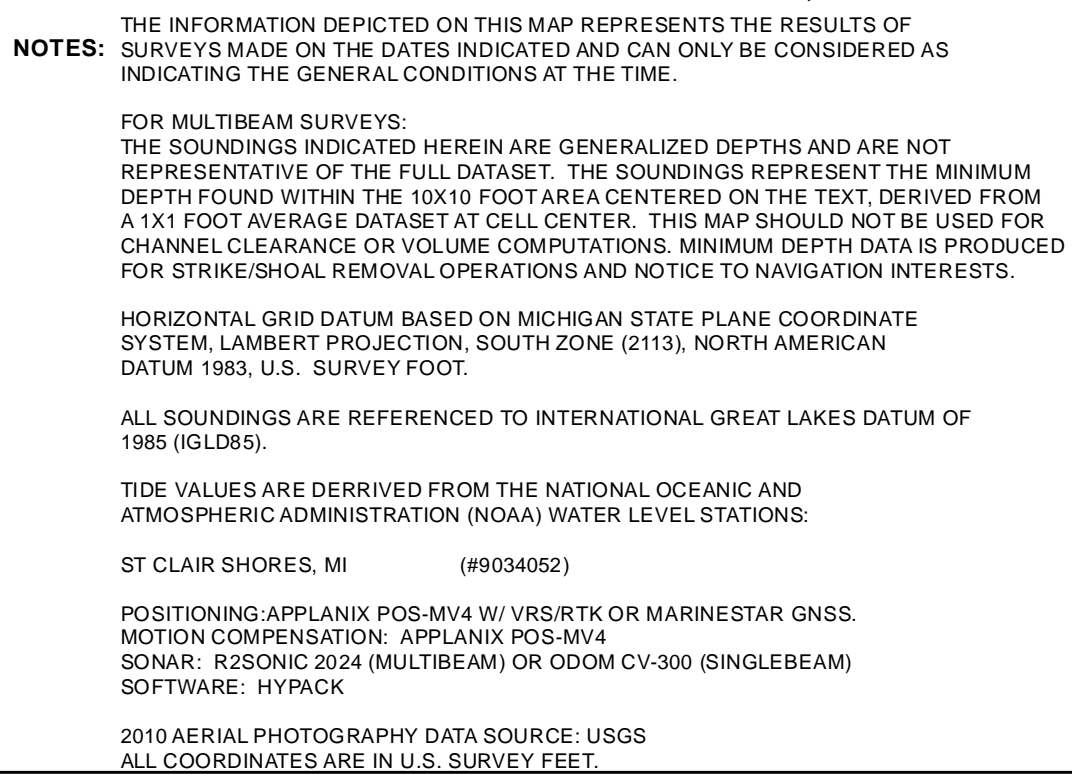 THE INFORMATION DEPICTED ON THIS MAP REPRESENTS THE RESULTS OF
NOTES: SURVEYS MADE ON THE DATES INDICATED AND CAN ONLY BE CONSIDERED AS
INDICATING THE GENERAL CONDITIONS AT THE TIME.
FOR MULTIBEAM SURVEYS:
THE SOUNDINGS INDICATED HEREIN ARE GENERALIZED DEPTHS AND ARE NOT
REPRESENTATIVE OF THE FULL DATASET. THE SOUNDINGS REPRESENT THE MINIMUM
DEPTH FOUND WITHIN THE 10X10 FOOT AREA CENTERED ON THE TEXT, DERIVED FROM
A 1X1 FOOT AVERAGE DATASET AT CELL CENTER. THIS MAP SHOULD NOT BE USED FOR
CHANNEL CLEARANCE OR VOLUME COMPUTATIONS. MINIMUM DEPTH DATA IS PRODUCED
FOR STRIKE/SHOAL REMOVAL OPERATIONS AND NOTICE TO NAVIGATION INTERESTS.
HORIZONTAL GRID DATUM BASED ON MICHIGAN STATE PLANE COORDINATE
SYSTEM, LAMBERT PROJECTION, SOUTH ZONE (2113), NORTH AMERICAN
DATUM 1983, U.S. SURVEY FOOT.
ALL SOUNDINGS ARE REFERENCED TO INTERNATIONAL GREAT LAKES DATUM OF
1985 (IGLD85).
TIDE VALUES ARE DERRIVED FROM THE NATIONAL OCEANIC AND
ATMOSPHERIC ADMINISTRATION (NOAA) WATER LEVEL STATIONS:
ST CLAIR SHORES, MI (#9034052)
POSITIONING:APPLANIX POS-MV4 W/ VRS/RTK OR MARINESTAR GNSS.
MOTION COMPENSATION: APPLANIX POS-MV4
SONAR: R2SONIC 2024 (MULTIBEAM) OR ODOM CV-300 (SINGLEBEAM)
SOFTWARE: HYPACK
2010 AERIAL PHOTOGRAPHY DATA SOURCE: USGS
ALL COORDINATES ARE IN U.S. SURVEY FEET.